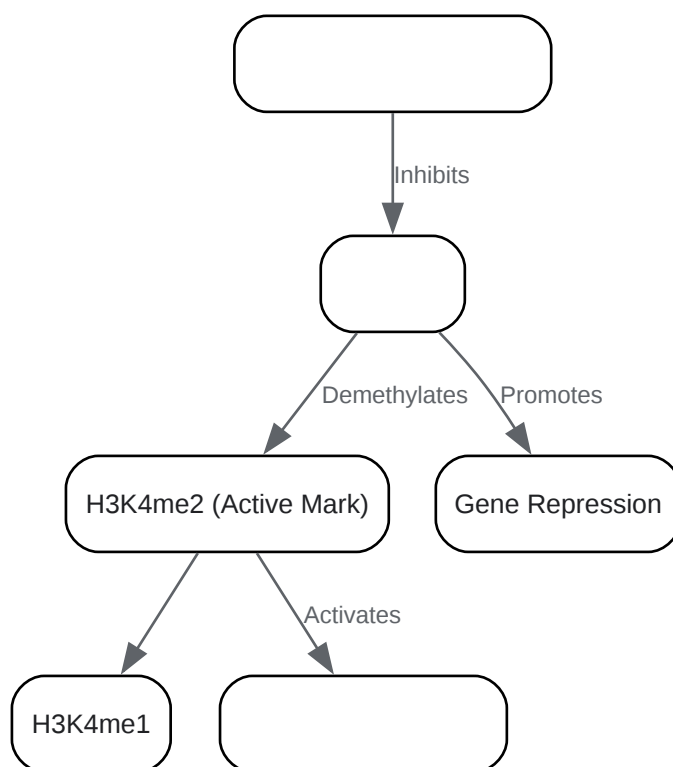 Inhibits
Demethylates
Promotes
H3K4me2 (Active Mark)
Gene Repression
Activates
H3K4me1